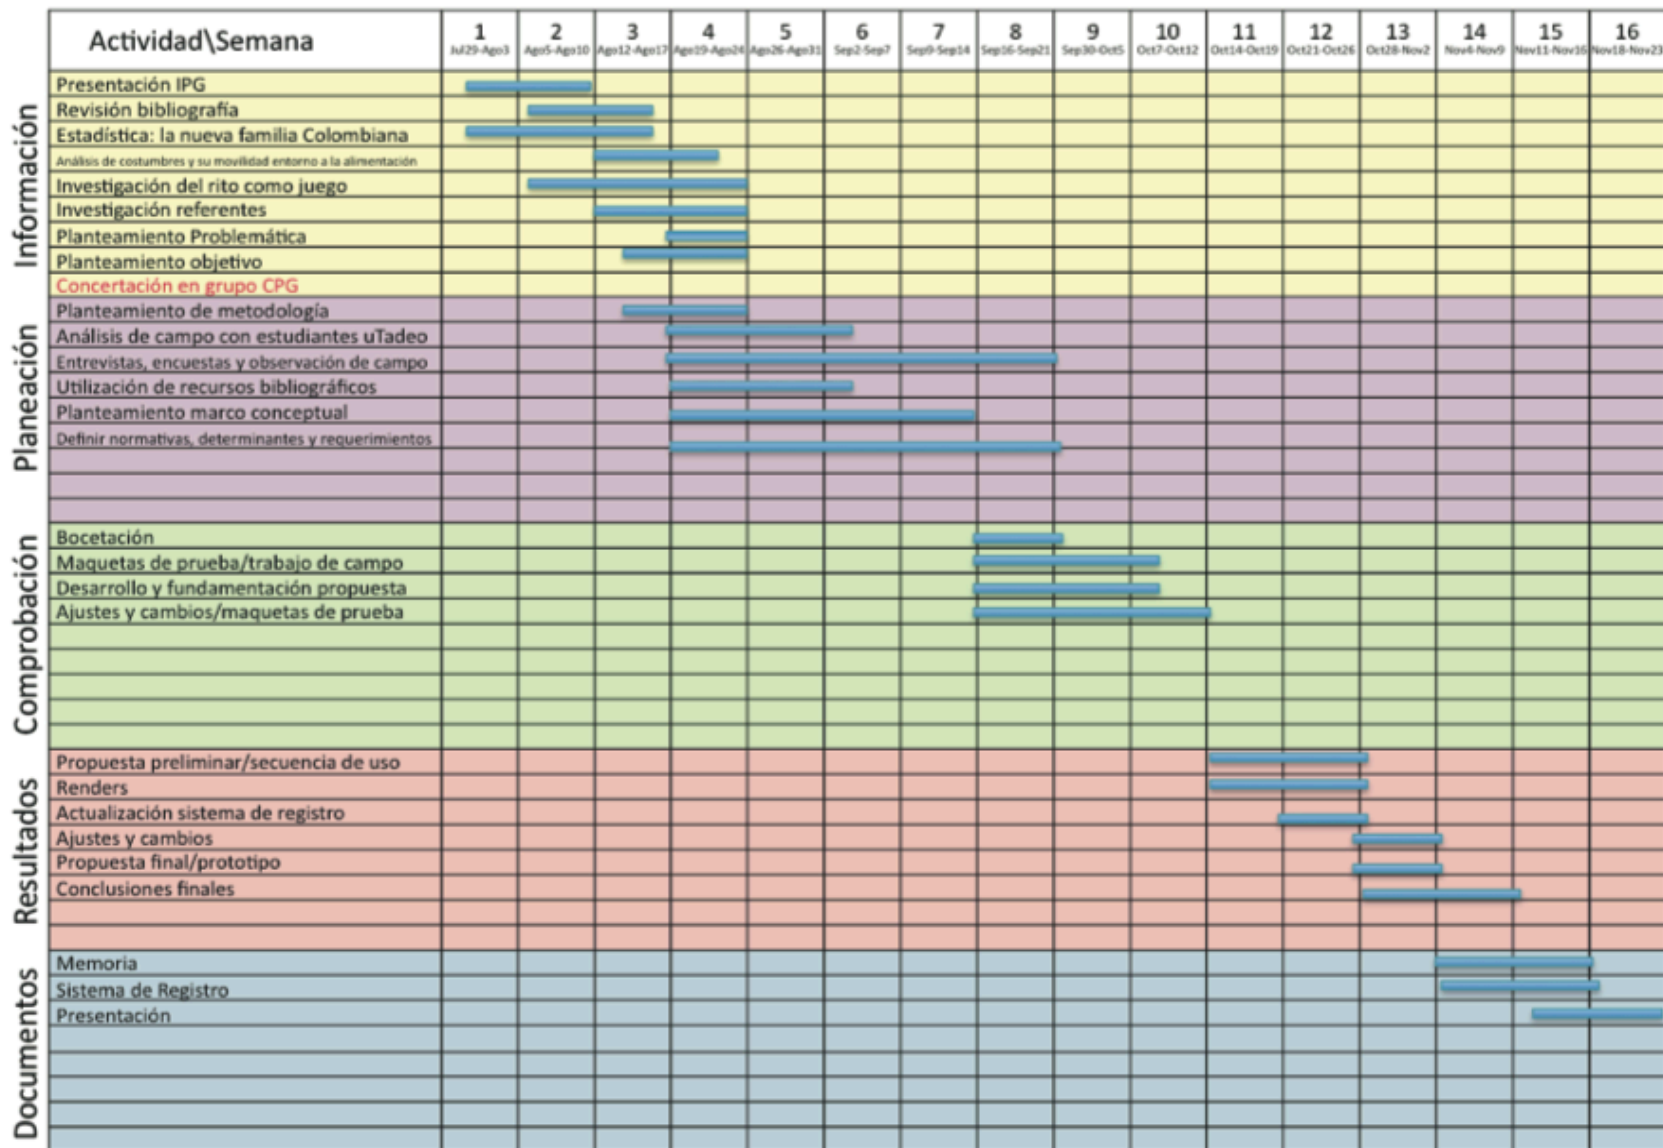 Actividad\Semana
1 2 3 4 5 6 7 8 9 10 11 12 13 14 15 16
Jul29-Ago3 Ago5-Ago10 Ago12-Ago17 Ago19-Ago24 Ago26-Ago31 Sep2-Sep7 Sep9-Sep14 Sep16-Sep21 Sep30-Oct5 Oct7-Oct12 Oct14-Oct19 Oct21-Oct26 Oct28-Nov2 Nov4-Nov9 Nov11-Nov16 Nov18-Nov23
Información
Presentación IPG
Revisión bibliografía
Estadística: la nueva familia Colombiana
Análisis de costumbres y su movilidad entorno a la alimentación
Investigación del rito como juego
Investigación referentes
Planteamiento Problemática
Planteamiento objetivo
Concertación en grupo CPG
Planeación
Planteamiento de metodología
Análisis de campo con estudiantes uTadeo
Entrevistas, encuestas y observación de campo
Utilización de recursos bibliográficos
Planteamiento marco conceptual
Definir normativas, determinantes y requerimientos
Comprobación
Bocetación
Maquetas de prueba/trabajo de campo
Desarrollo y fundamentación propuesta
Ajustes y cambios/maquetas de prueba
Resultados
Propuesta preliminar/secuencia de uso
Renders
Actualización sistema de registro
Ajustes y cambios
Propuesta final/prototipo
Conclusiones finales
Documentos
Memoria
Sistema de Registro
Presentación